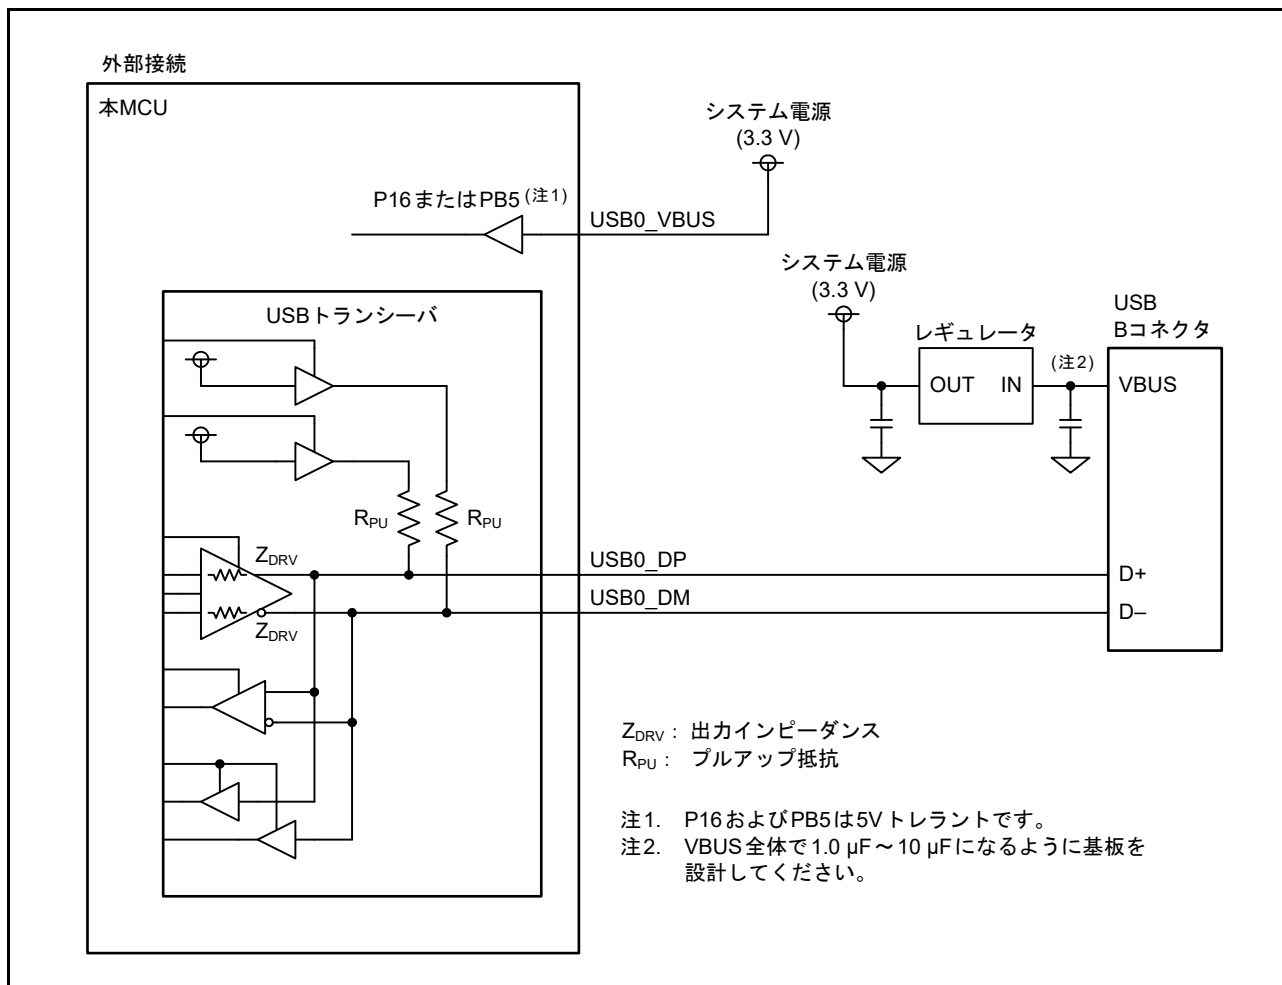 外部接続
本MCU
システム電源
(3.3 V)
P16またはPB5(注1)
USB0_VBUS
システム電源
(3.3 V)
USB
Bコネクタ
USBトランシーバ
レギュレータ
(注2)
OUT IN
VBUS
RPU
RPU
ZDRV
USB0_DP
D+
USB0_DM
D–
ZDRV
ZDRV : 出力インピーダンス
RPU : プルアップ抵抗
注1. P16およびPB5は5Vトレラントです。
注2. VBUS全体で1.0 µF～10 µFになるように基板を
設計してください。